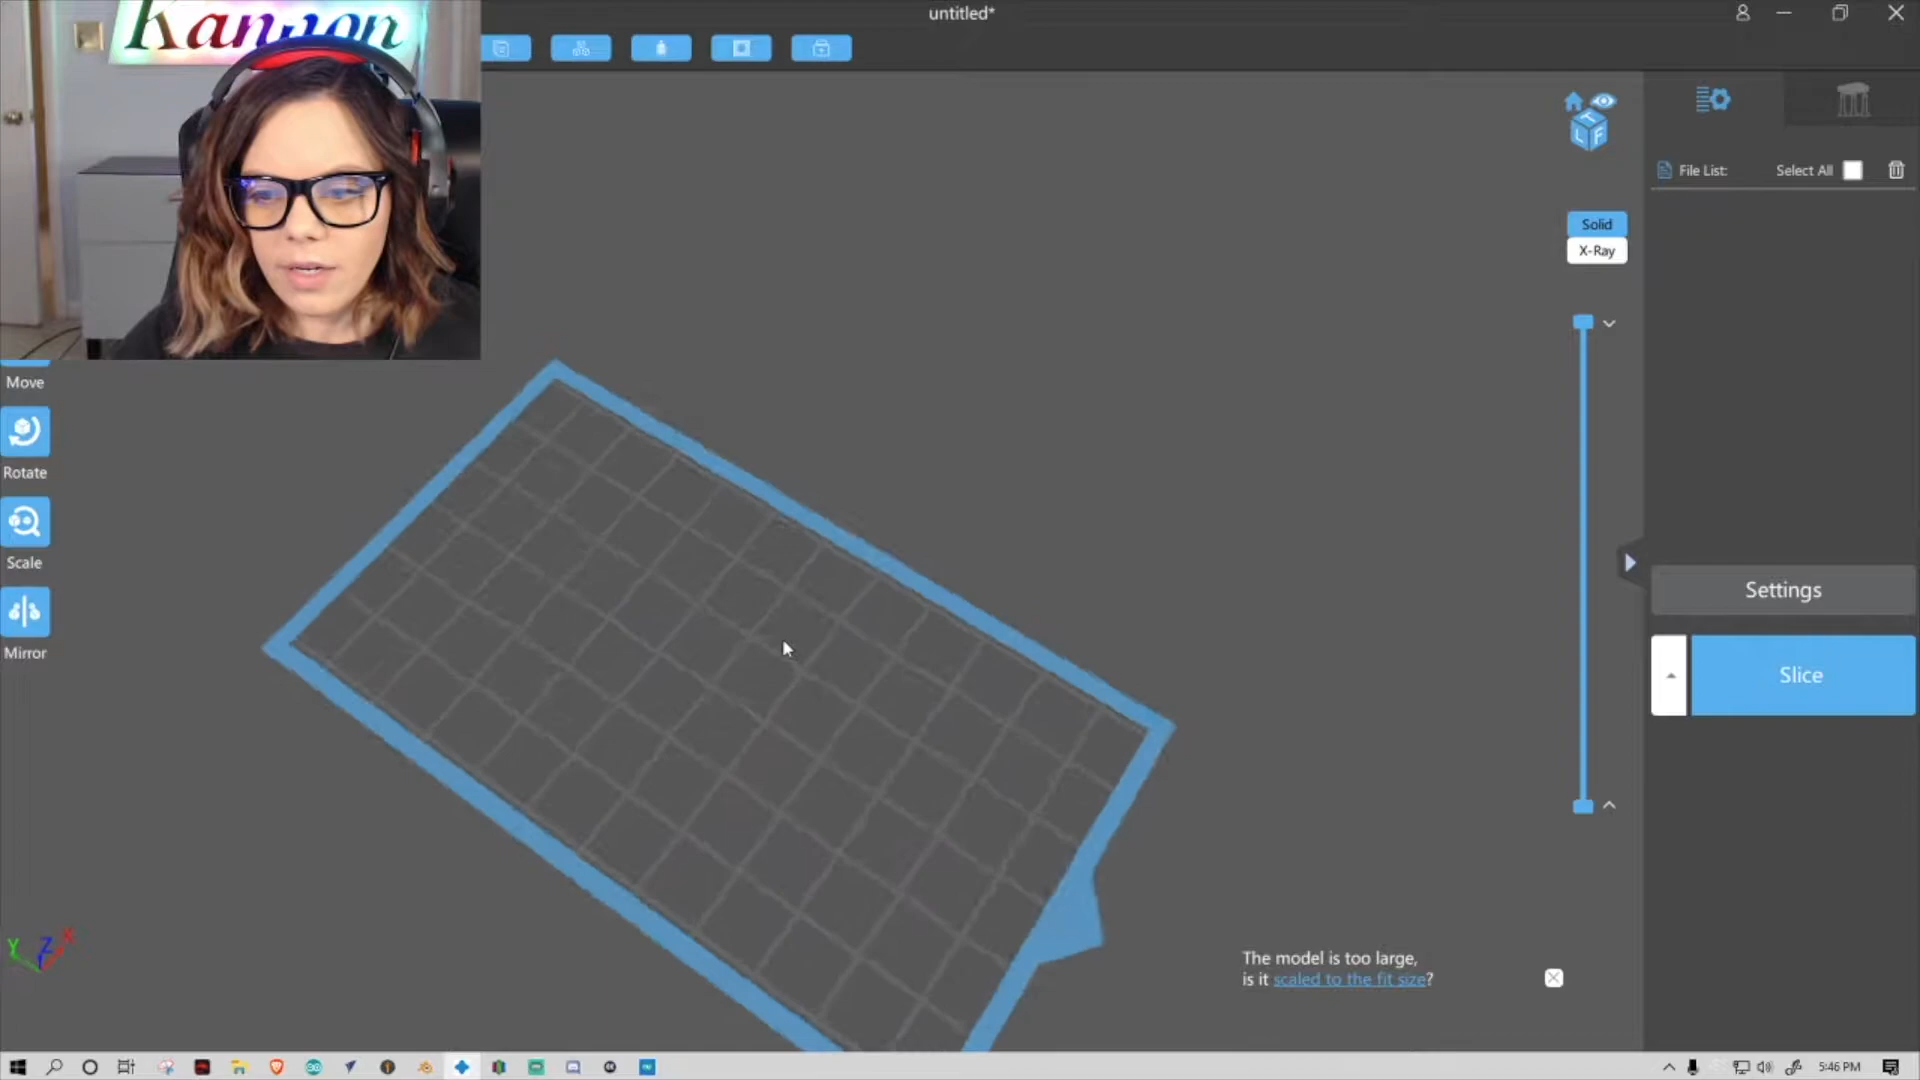 Kannon
untitled*
File List:
Select All
Solid
X-Ray
Move
Rotate
Scale
Mirror
Settings
Slice
The model is too large,
is it scaled to the fit size?
Y Z X
5:46 PM